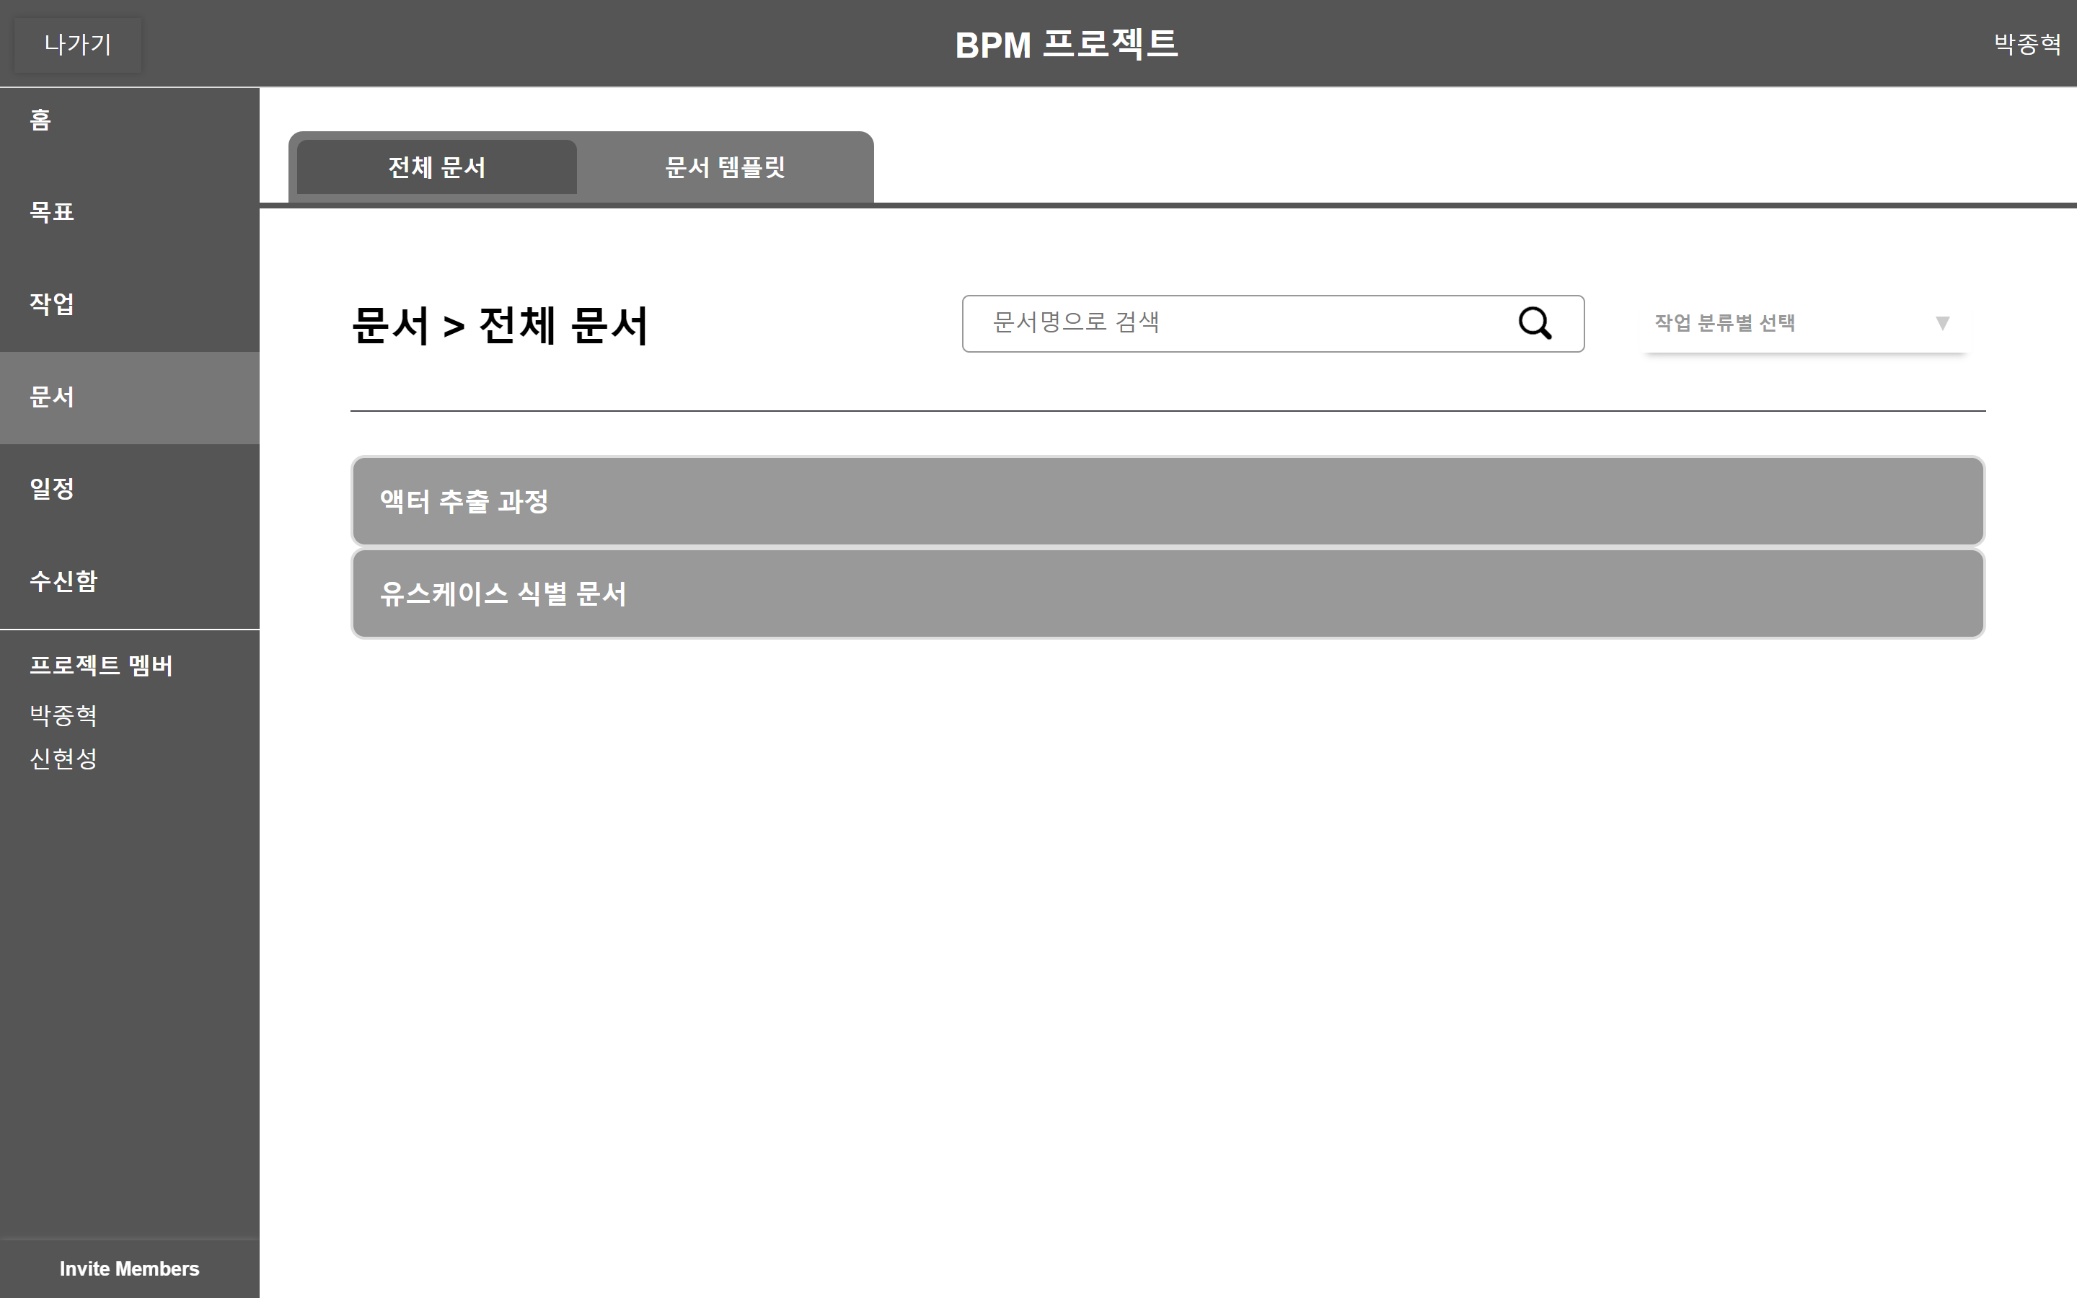 나가기
BPM 프로젝트
박종혁
홈
목표
작업
문서
일정
수신함
프로젝트 멤버
박종혁
신현성
Invite Members
전체 문서
문서 템플릿
문서 > 전체 문서
문서명으로 검색
작업 분류별 선택
액터 추출 과정
유스케이스 식별 문서